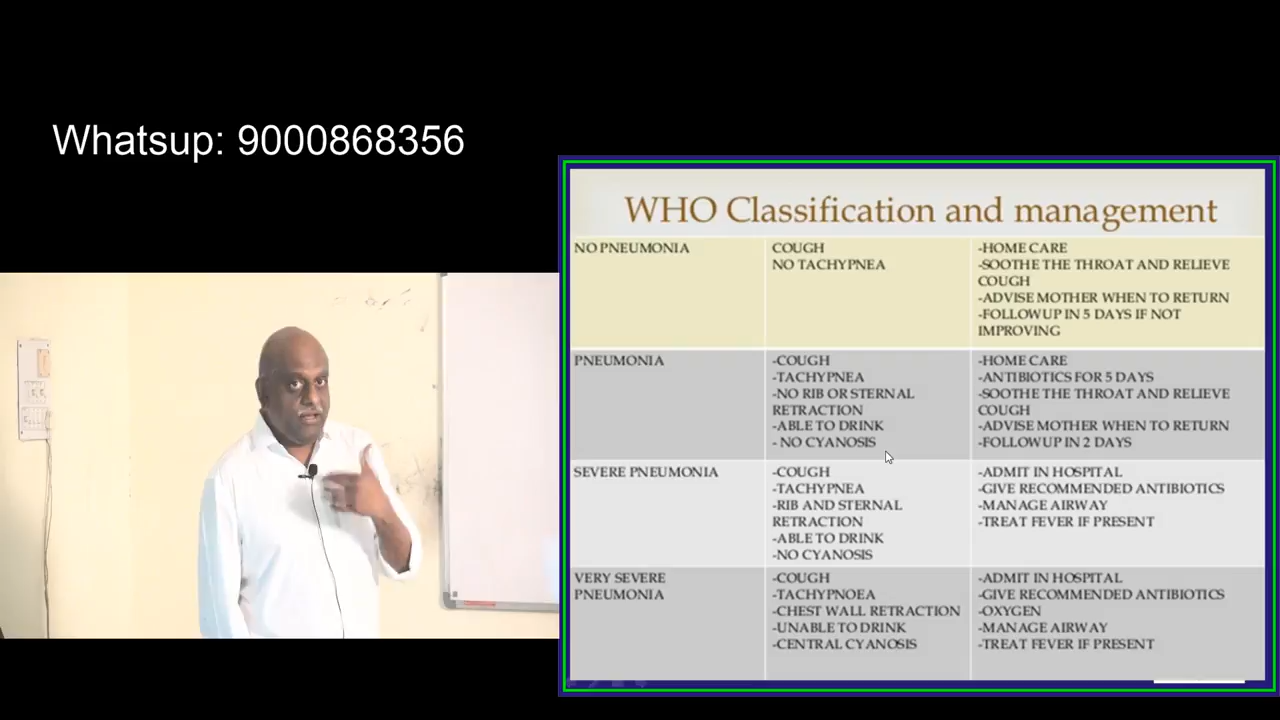 Whatsup: 9000868356
WHO Classification and management
NO PNEUMONIA
COUGH
NO TACHYPNEA
-HOME CARE
-SOOTHE THE THROAT AND RELIEVE
COUGH
-ADVISE MOTHER WHEN TO RETURN
-FOLLOWUP IN 5 DAYS IF NOT
IMPROVING
PNEUMONIA
-COUGH
-TACHYPNEA
-NO RIB OR STERNAL
RETRACTION
-ABLE TO DRINK
- NO CYANOSIS
-HOME CARE
-ANTIBIOTICS FOR 5 DAYS
-SOOTHE THE THROAT AND RELIEVE
COUGH
-ADVISE MOTHER WHEN TO RETURN
-FOLLOWUP IN 2 DAYS
SEVERE PNEUMONIA
-COUGH
-TACHYPNEA
-RIB AND STERNAL
RETRACTION
-ABLE TO DRINK
-NO CYANOSIS
-ADMIT IN HOSPITAL
-GIVE RECOMMENDED ANTIBIOTICS
-MANAGE AIRWAY
-TREAT FEVER IF PRESENT
VERY SEVERE
PNEUMONIA
-COUGH
-TACHYPNOEA
-CHEST WALL RETRACTION
-UNABLE TO DRINK
-CENTRAL CYANOSIS
-ADMIT IN HOSPITAL
-GIVE RECOMMENDED ANTIBIOTICS
-OXYGEN
-MANAGE AIRWAY
-TREAT FEVER IF PRESENT